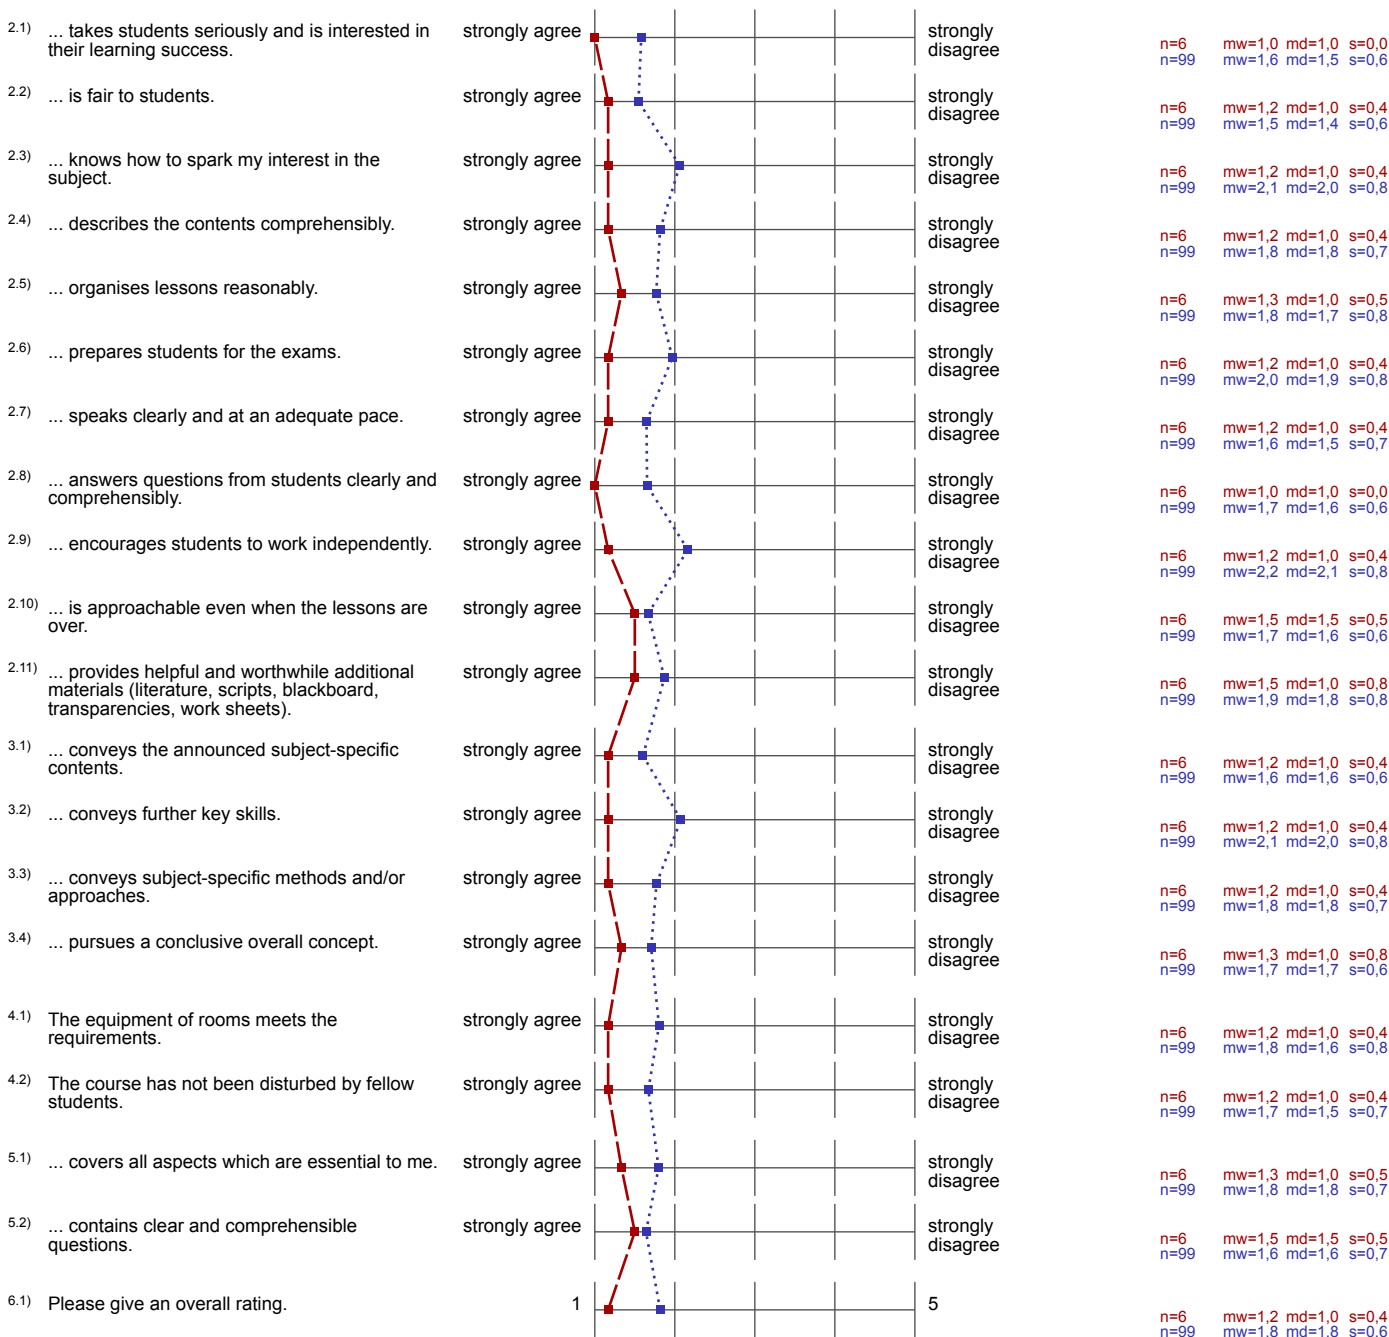 2.1) ... takes students seriously and is interested in their learning success. strongly agree strongly disagree n=6 mw=1,0 md=1,0 s=0,0
n=99 mw=1,6 md=1,5 s=0,6
2.2) ... is fair to students. strongly agree strongly disagree n=6 mw=1,2 md=1,0 s=0,4
n=99 mw=1,5 md=1,4 s=0,6
2.3) ... knows how to spark my interest in the subject. strongly agree strongly disagree n=6 mw=1,2 md=1,0 s=0,4
n=99 mw=2,1 md=2,0 s=0,8
2.4) ... describes the contents comprehensibly. strongly agree strongly disagree n=6 mw=1,2 md=1,0 s=0,4
n=99 mw=1,8 md=1,8 s=0,7
2.5) ... organises lessons reasonably. strongly agree strongly disagree n=6 mw=1,3 md=1,0 s=0,5
n=99 mw=1,8 md=1,7 s=0,8
2.6) ... prepares students for the exams. strongly agree strongly disagree n=6 mw=1,2 md=1,0 s=0,4
n=99 mw=2,0 md=1,9 s=0,8
2.7) ... speaks clearly and at an adequate pace. strongly agree strongly disagree n=6 mw=1,2 md=1,0 s=0,4
n=99 mw=1,6 md=1,5 s=0,7
2.8) ... answers questions from students clearly and comprehensibly. strongly agree strongly disagree n=6 mw=1,0 md=1,0 s=0,0
n=99 mw=1,7 md=1,6 s=0,6
2.9) ... encourages students to work independently. strongly agree strongly disagree n=6 mw=1,2 md=1,0 s=0,4
n=99 mw=2,2 md=2,1 s=0,8
2.10) ... is approachable even when the lessons are over. strongly agree strongly disagree n=6 mw=1,5 md=1,5 s=0,5
n=99 mw=1,7 md=1,6 s=0,6
2.11) ... provides helpful and worthwhile additional materials (literature, scripts, blackboard, transparencies, work sheets). strongly agree strongly disagree n=6 mw=1,5 md=1,0 s=0,8
n=99 mw=1,9 md=1,8 s=0,8
3.1) ... conveys the announced subject-specific contents. strongly agree strongly disagree n=6 mw=1,2 md=1,0 s=0,4
n=99 mw=1,6 md=1,6 s=0,6
3.2) ... conveys further key skills. strongly agree strongly disagree n=6 mw=1,2 md=1,0 s=0,4
n=99 mw=2,1 md=2,0 s=0,8
3.3) ... conveys subject-specific methods and/or approaches. strongly agree strongly disagree n=6 mw=1,2 md=1,0 s=0,4
n=99 mw=1,8 md=1,8 s=0,7
3.4) ... pursues a conclusive overall concept. strongly agree strongly disagree n=6 mw=1,3 md=1,0 s=0,8
n=99 mw=1,7 md=1,7 s=0,6
4.1) The equipment of rooms meets the requirements. strongly agree strongly disagree n=6 mw=1,2 md=1,0 s=0,4
n=99 mw=1,8 md=1,6 s=0,8
4.2) The course has not been disturbed by fellow students. strongly agree strongly disagree n=6 mw=1,2 md=1,0 s=0,4
n=99 mw=1,7 md=1,5 s=0,7
5.1) ... covers all aspects which are essential to me. strongly agree strongly disagree n=6 mw=1,3 md=1,0 s=0,5
n=99 mw=1,8 md=1,8 s=0,7
5.2) ... contains clear and comprehensible questions. strongly agree strongly disagree n=6 mw=1,5 md=1,5 s=0,5
n=99 mw=1,6 md=1,6 s=0,7
6.1) Please give an overall rating. 1 5 n=6 mw=1,2 md=1,0 s=0,4
n=99 mw=1,8 md=1,8 s=0,6